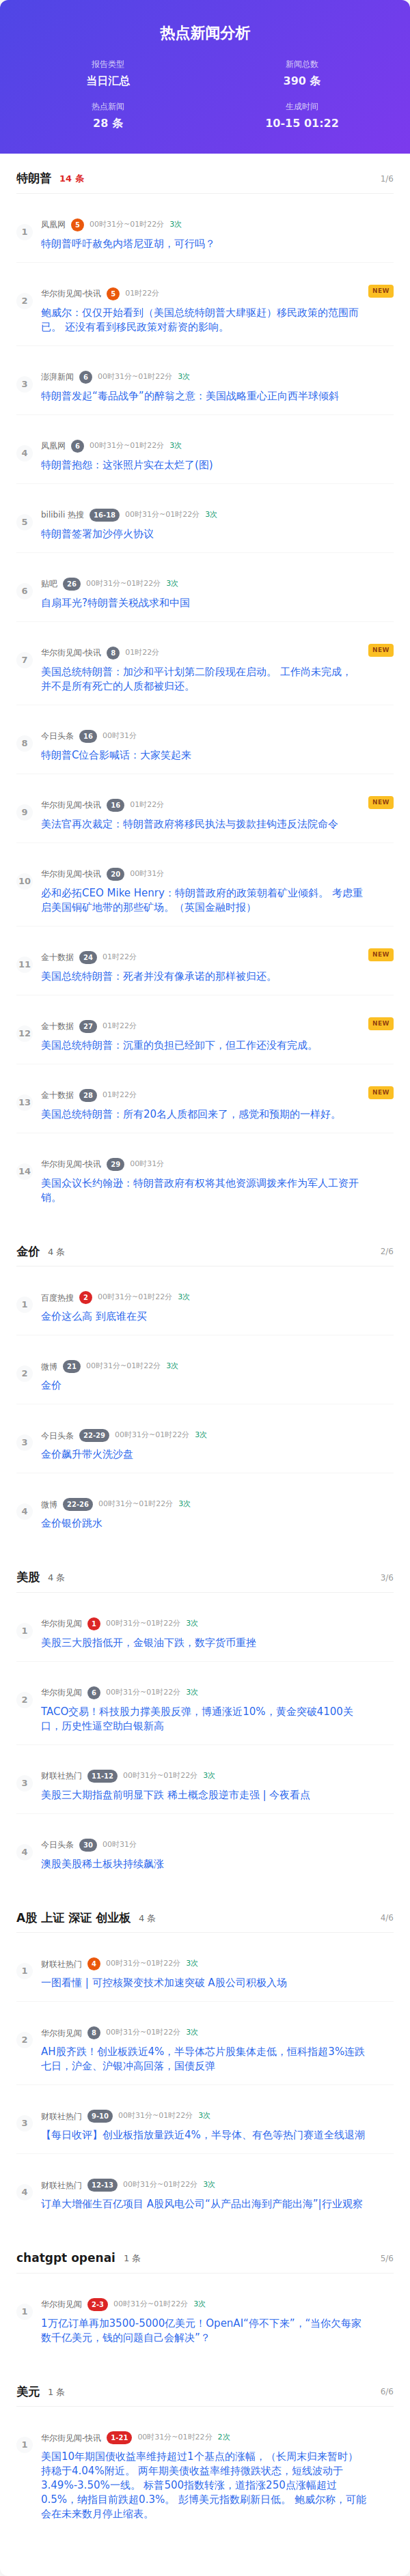 热点新闻分析
报告类型
当日汇总
新闻总数
390 条
热点新闻
28 条
生成时间
10-15 01:22
特朗普 14 条 1/6
1 凤凰网 5 00时31分~01时22分 3次
特朗普呼吁赦免内塔尼亚胡，可行吗？
2 华尔街见闻-快讯 5 01时22分 NEW
鲍威尔：仅仅开始看到（美国总统特朗普大肆驱赶）移民政策的范围而
已。 还没有看到移民政策对薪资的影响。
3 澎湃新闻 6 00时31分~01时22分 3次
特朗普发起“毒品战争”的醉翁之意：美国战略重心正向西半球倾斜
4 凤凰网 6 00时31分~01时22分 3次
特朗普抱怨：这张照片实在太烂了(图)
5 bilibili 热搜 16-18 00时31分~01时22分 3次
特朗普签署加沙停火协议
6 贴吧 26 00时31分~01时22分 3次
自扇耳光?特朗普关税战求和中国
7 华尔街见闻-快讯 8 01时22分 NEW
美国总统特朗普：加沙和平计划第二阶段现在启动。 工作尚未完成，
并不是所有死亡的人质都被归还。
8 今日头条 16 00时31分
特朗普C位合影喊话：大家笑起来
9 华尔街见闻-快讯 16 01时22分 NEW
美法官再次裁定：特朗普政府将移民执法与拨款挂钩违反法院命令
10 华尔街见闻-快讯 20 00时31分
必和必拓CEO Mike Henry：特朗普政府的政策朝着矿业倾斜。 考虑重
启美国铜矿地带的那些矿场。（英国金融时报）
11 金十数据 24 01时22分 NEW
美国总统特朗普：死者并没有像承诺的那样被归还。
12 金十数据 27 01时22分 NEW
美国总统特朗普：沉重的负担已经卸下，但工作还没有完成。
13 金十数据 28 01时22分 NEW
美国总统特朗普：所有20名人质都回来了，感觉和预期的一样好。
14 华尔街见闻-快讯 29 00时31分
美国众议长约翰逊：特朗普政府有权将其他资源调拨来作为军人工资开
销。
金价 4 条 2/6
1 百度热搜 2 00时31分~01时22分 3次
金价这么高 到底谁在买
2 微博 21 00时31分~01时22分 3次
金价
3 今日头条 22-29 00时31分~01时22分 3次
金价飙升带火洗沙盘
4 微博 22-26 00时31分~01时22分 3次
金价银价跳水
美股 4 条 3/6
1 华尔街见闻 1 00时31分~01时22分 3次
美股三大股指低开，金银油下跌，数字货币重挫
2 华尔街见闻 6 00时31分~01时22分 3次
TACO交易！科技股力撑美股反弹，博通涨近10%，黄金突破4100关
口，历史性逼空助白银新高
3 财联社热门 11-12 00时31分~01时22分 3次
美股三大期指盘前明显下跌 稀土概念股逆市走强 | 今夜看点
4 今日头条 30 00时31分
澳股美股稀土板块持续飙涨
A股 上证 深证 创业板 4 条 4/6
1 财联社热门 4 00时31分~01时22分 3次
一图看懂 | 可控核聚变技术加速突破 A股公司积极入场
2 华尔街见闻 8 00时31分~01时22分 3次
AH股齐跌！创业板跌近4%，半导体芯片股集体走低，恒科指超3%连跌
七日，沪金、沪银冲高回落，国债反弹
3 财联社热门 9-10 00时31分~01时22分 3次
【每日收评】创业板指放量跌近4%，半导体、有色等热门赛道全线退潮
4 财联社热门 12-13 00时31分~01时22分 3次
订单大增催生百亿项目 A股风电公司“从产品出海到产能出海”|行业观察
chatgpt openai 1 条 5/6
1 华尔街见闻 2-3 00时31分~01时22分 3次
1万亿订单再加3500-5000亿美元！OpenAI“停不下来”，“当你欠每家
数千亿美元，钱的问题自己会解决”？
美元 1 条 6/6
1 华尔街见闻-快讯 1-21 00时31分~01时22分 2次
美国10年期国债收益率维持超过1个基点的涨幅，（长周末归来暂时）
持稳于4.04%附近。 两年期美债收益率维持微跌状态，短线波动于
3.49%-3.50%一线。 标普500指数转涨，道指涨250点涨幅超过
0.5%，纳指目前跌超0.3%。 彭博美元指数刷新日低。 鲍威尔称，可能
会在未来数月停止缩表。